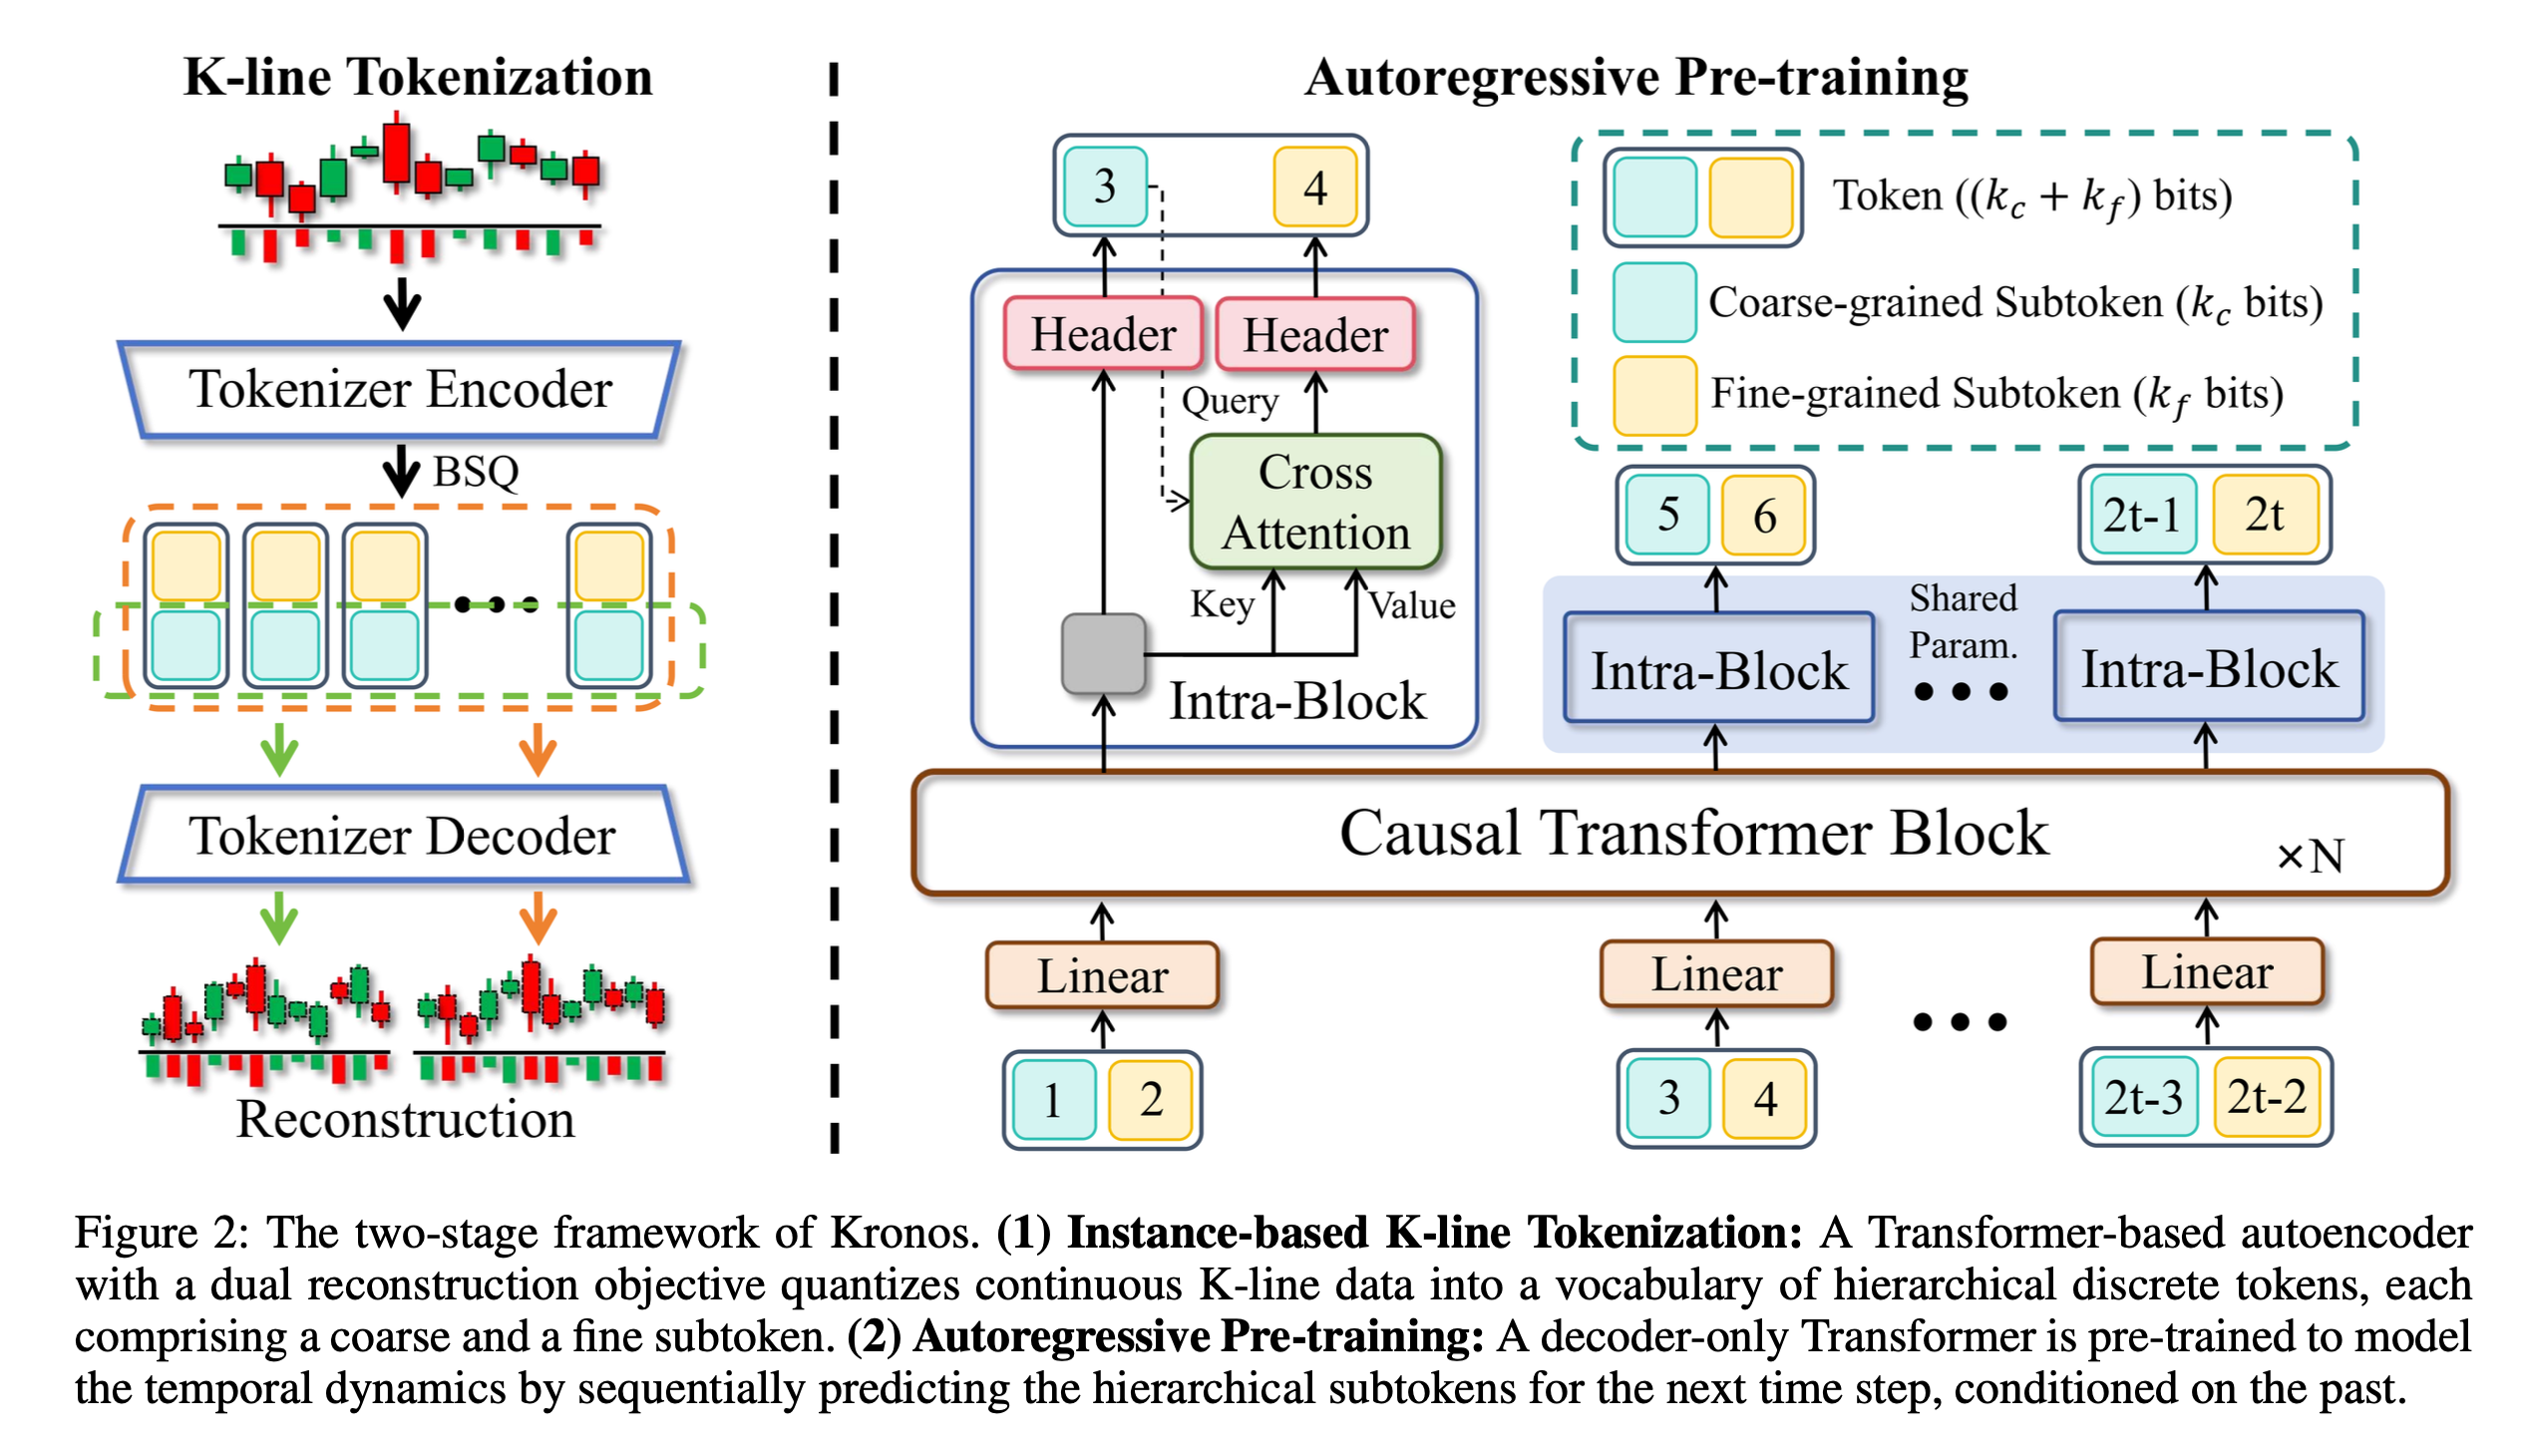 K-line Tokenization
Tokenizer Encoder
BSQ
Tokenizer Decoder
Reconstruction
Autoregressive Pre-training
3 4
Header Header
Query
Cross
Attention
Key Value
Intra-Block
Token ((k_c + k_f) bits)
Coarse-grained Subtoken (k_c bits)
Fine-grained Subtoken (k_f bits)
5 6 2t-1 2t
Shared
Param.
Intra-Block Intra-Block
Causal Transformer Block ×N
Linear Linear Linear
1 2 3 4 2t-3 2t-2
Figure 2: The two-stage framework of Kronos. (1) Instance-based K-line Tokenization: A Transformer-based autoencoder
with a dual reconstruction objective quantizes continuous K-line data into a vocabulary of hierarchical discrete tokens, each
comprising a coarse and a fine subtoken. (2) Autoregressive Pre-training: A decoder-only Transformer is pre-trained to model
the temporal dynamics by sequentially predicting the hierarchical subtokens for the next time step, conditioned on the past.